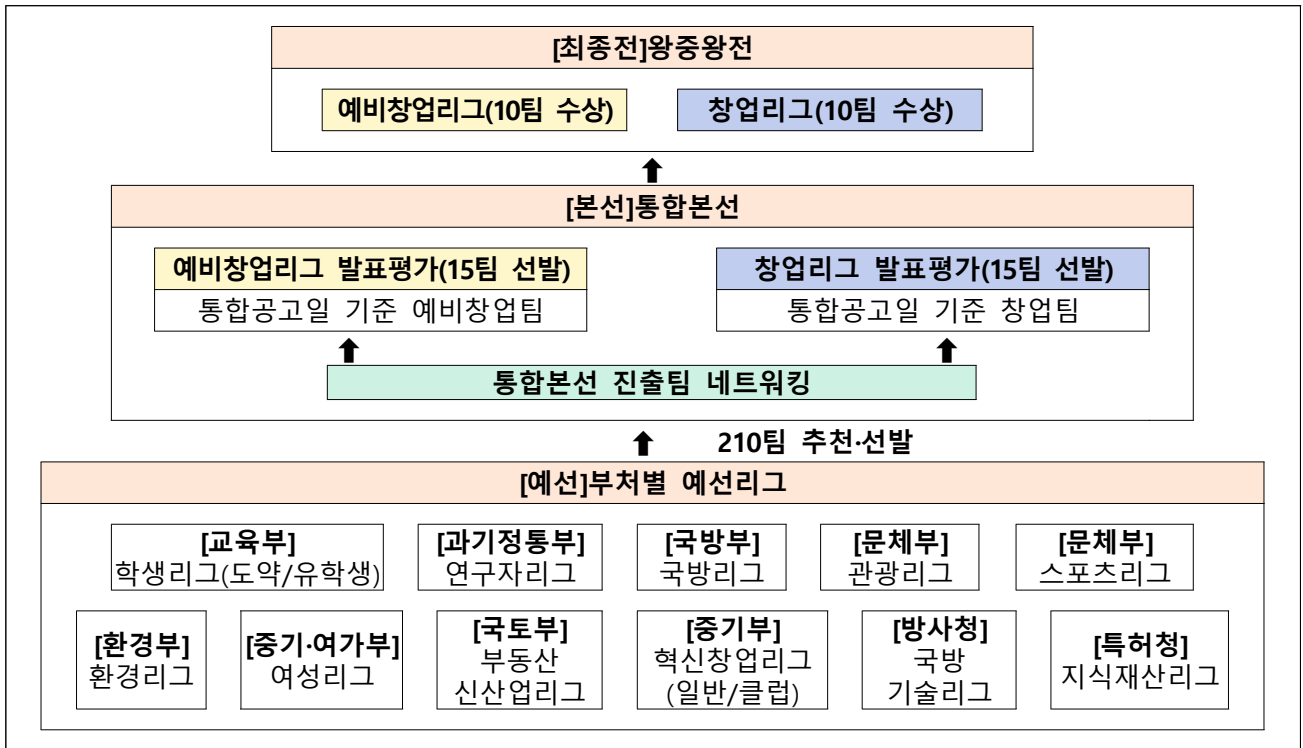 [최종전]왕중왕전
예비창업리그(10팀 수상)
창업리그(10팀 수상)
[본선]통합본선
예비창업리그 발표평가(15팀 선발)
통합공고일 기준 예비창업팀
창업리그 발표평가(15팀 선발)
통합공고일 기준 창업팀
통합본선 진출팀 네트워킹
210팀 추천·선발
[예선]부처별 예선리그
[교육부]
학생리그(도약/유학생)
[과기정통부]
연구자리그
[국방부]
국방리그
[문체부]
관광리그
[문체부]
스포츠리그
[환경부]
환경리그
[중기·여가부]
여성리그
[국토부]
부동산
신산업리그
[중기부]
혁신창업리그
(일반/클럽)
[방사청]
국방
기술리그
[특허청]
지식재산리그